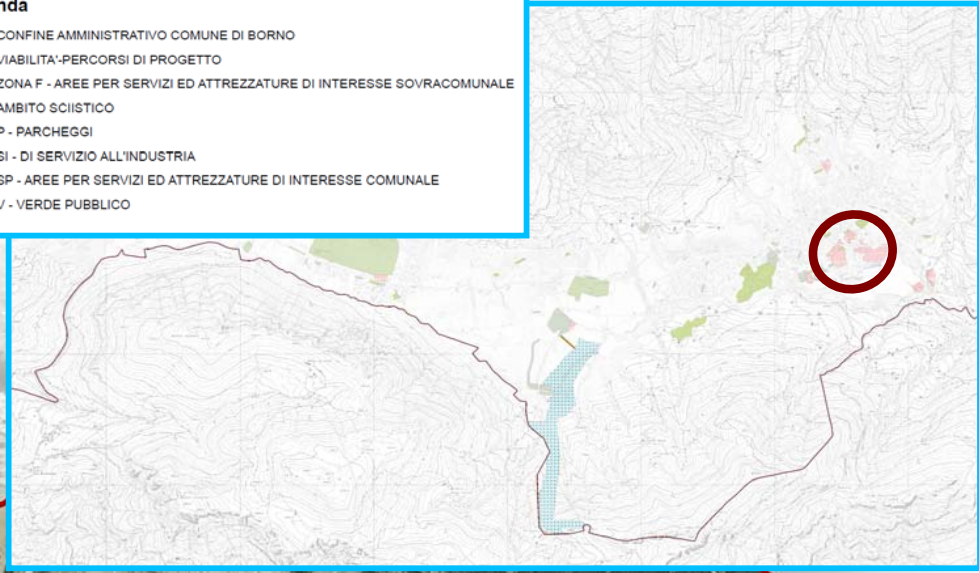 nda
CONFINE AMMINISTRATIVO COMUNE DI BORNO
VIABILITA'-PERCORSI DI PROGETTO
ZONA F - AREE PER SERVIZI ED ATTREZZATURE DI INTERESSE SOVRACOMUNALE
AMBITO SCIISTICO
P - PARCHEGGI
SI - DI SERVIZIO ALL'INDUSTRIA
SP - AREE PER SERVIZI ED ATTREZZATURE DI INTERESSE COMUNALE
V - VERDE PUBBLICO